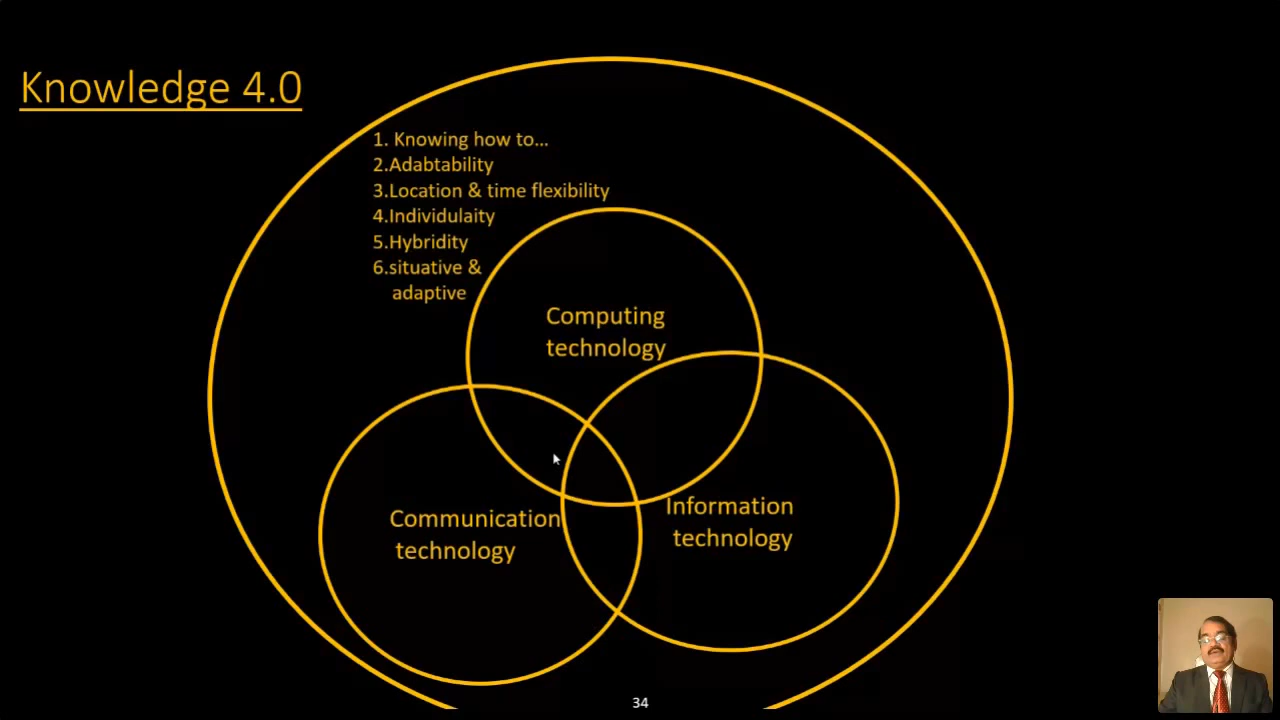 Knowledge 4.0
1. Knowing how to...
2.Adabtability
3.Location & time flexibility
4.Individulaity
5.Hybridity
6.situative &
adaptive
Computing
technology
Communication
technology
Information
technology
34